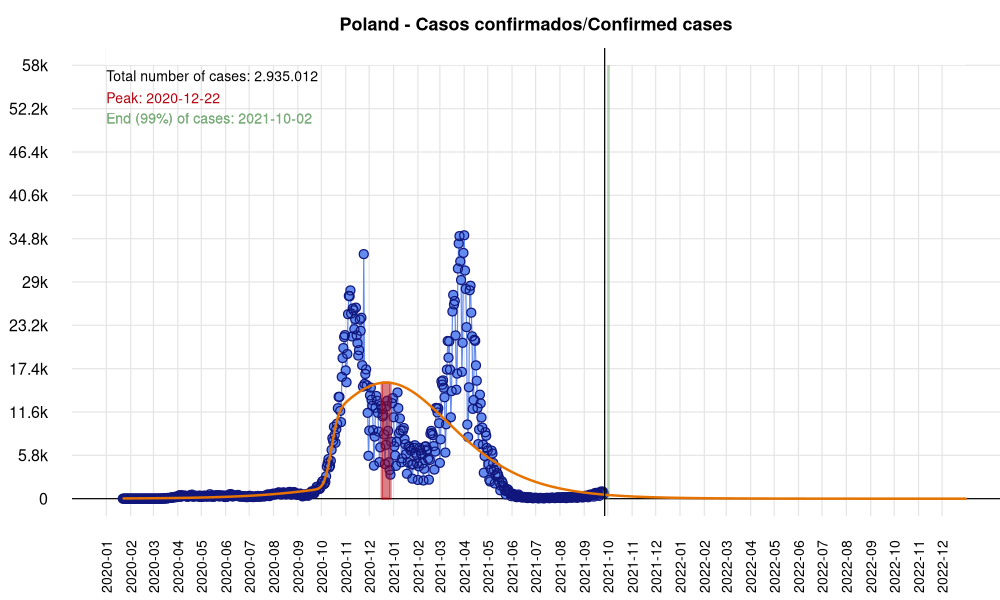 Poland - Casos confirmados/Confirmed cases
58k
52.2k
46.4k
40.6k
34.8k
29k
23.2k
17.4k
11.6k
5.8k
0
Total number of cases: 2.935.012
Peak: 2020-12-22
End (99%) of cases: 2021-10-02
2020-01
2020-02
2020-03
2020-04
2020-05
2020-06
2020-07
2020-08
2020-09
2020-10
2020-11
2020-12
2021-01
2021-02
2021-03
2021-04
2021-05
2021-06
2021-07
2021-08
2021-09
2021-10
2021-11
2021-12
2022-01
2022-02
2022-03
2022-04
2022-05
2022-06
2022-07
2022-08
2022-09
2022-10
2022-11
2022-12